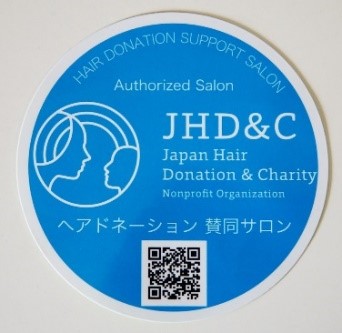 HAIR DONATION SUPPORT SALON
Authorized Salon
JHD&C
Japan Hair
Donation & Charity
Nonprofit Organization
ヘアドネーション 賛同サロン